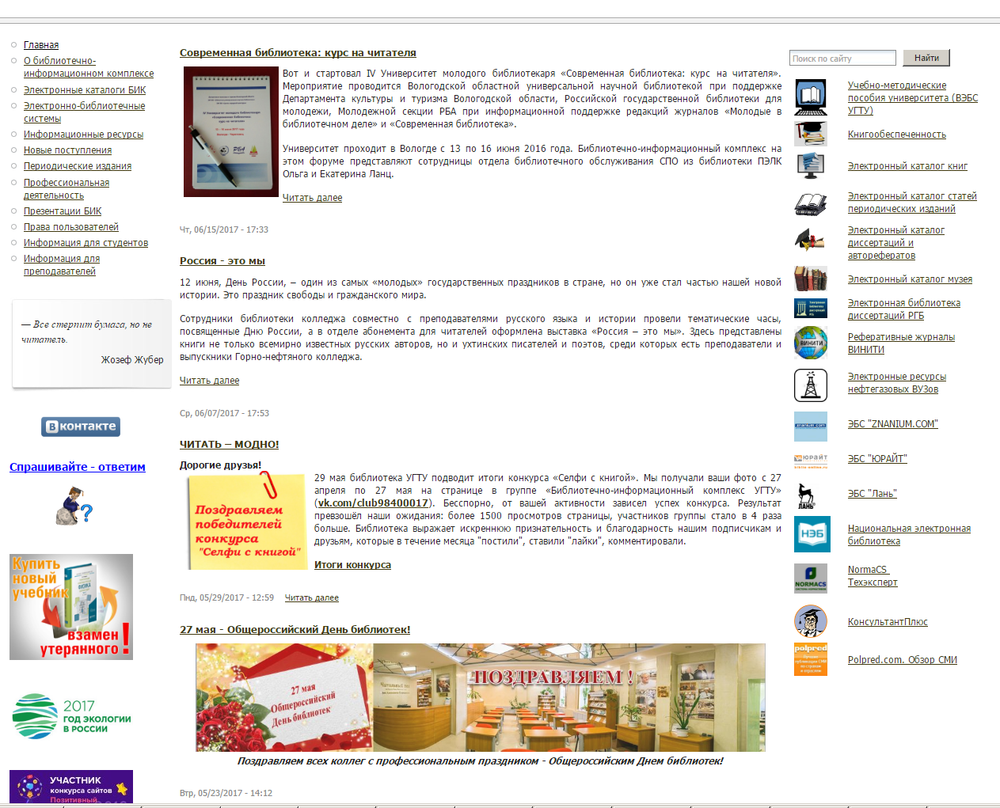 Главная
О библиотечно-
информационном комплексе
Электронные каталоги БИК
Электронно-библиотечные
системы
Информационные ресурсы
Новые поступления
Периодические издания
Профессиональная
деятельность
Презентации БИК
Права пользователей
Информация для студентов
Информация для
преподавателей
— Все стерпит бумага, но не
читатель.
Жозеф Жубер
В контакте
Спрашивайте - ответим
Купить
новый
учебник
взамен
утерянного!
2017
ГОД ЭКОЛОГИИ
В РОССИИ
УЧАСТНИК
конкурса сайтов
Позитивный
Современная библиотека: курс на читателя
Вот и стартовал IV Университет молодого библиотекаря «Современная библиотека: курс на читателя».
Мероприятие проводится Вологодской областной универсальной научной библиотекой при поддержке
Департамента культуры и туризма Вологодской области, Российской государственной библиотеки для
молодежи, Молодежной секции РБА при информационной поддержке редакций журналов «Молодые в
библиотечном деле» и «Современная библиотека».
Университет проходит в Вологде с 13 по 16 июня 2016 года. Библиотечно-информационный комплекс на
этом форуме представляют сотрудницы отдела библиотечного обслуживания СПО из библиотеки ПЭЛК
Ольга и Екатерина Ланц.
Читать далее
Чт, 06/15/2017 - 17:33
Россия - это мы
12 июня, День России, – один из самых «молодых» государственных праздников в стране, но он уже стал частью нашей новой
истории. Это праздник свободы и гражданского мира.
Сотрудники библиотеки колледжа совместно с преподавателями русского языка и истории провели тематические часы,
посвященные Дню России, а в отделе абонемента для читателей оформлена выставка «Россия – это мы». Здесь представлены
книги не только всемирно известных русских авторов, но и ухтинских писателей и поэтов, среди которых есть преподаватели и
выпускники Горно-нефтяного колледжа.
Читать далее
Ср, 06/07/2017 - 17:53
ЧИТАТЬ – МОДНО!
Дорогие друзья!
Поздравляем
победителей
конкурса
"Селфи с книгой"
29 мая библиотека УГТУ подводит итоги конкурса «Селфи с книгой». Мы получали ваши фото с 27
апреля по 27 мая на странице в группе «Библиотечно-информационный комплекс УГТУ»
(vk.com/club98400017). Бесспорно, от вашей активности зависел успех конкурса. Результат
превзошёл наши ожидания: более 1500 просмотров страницы, участников группы стало в 4 раза
больше. Библиотека выражает искреннюю признательность и благодарность нашим подписчикам и
друзьям, которые в течение месяца "постили", ставили "лайки", комментировали.
Итоги конкурса
Пнд, 05/29/2017 - 12:59 Читать далее
27 мая - Общероссийский День библиотек!
27 мая
Общероссийский
День библиотек
ПОЗДРАВЛЯЕМ !
Поздравляем всех коллег с профессиональным праздником - Общероссийским Днем библиотек!
Втр, 05/23/2017 - 14:12
Поиск по сайту Найти
Учебно-методические
пособия университета (ВЭБС
УГТУ)
Книгообеспеченность
Электронный каталог книг
Электронный каталог статей
периодических изданий
Электронный каталог
диссертаций и
авторефератов
Электронный каталог музея
Электронная библиотека
диссертаций РГБ
ВИНИТИ
Реферативные журналы
ВИНИТИ
Электронные ресурсы
нефтегазовых ВУЗов
znanium.com
ЭБС "ZNANIUM.COM"
юрайт
biblio-online.ru
ЭБС "ЮРАЙТ"
ЛАНЬ
ЭБС "Лань"
НЭБ
Национальная электронная
библиотека
NORMACS
NormaCS
Техэксперт
КонсультантПлюс
polpred
Polpred.com. Обзор СМИ